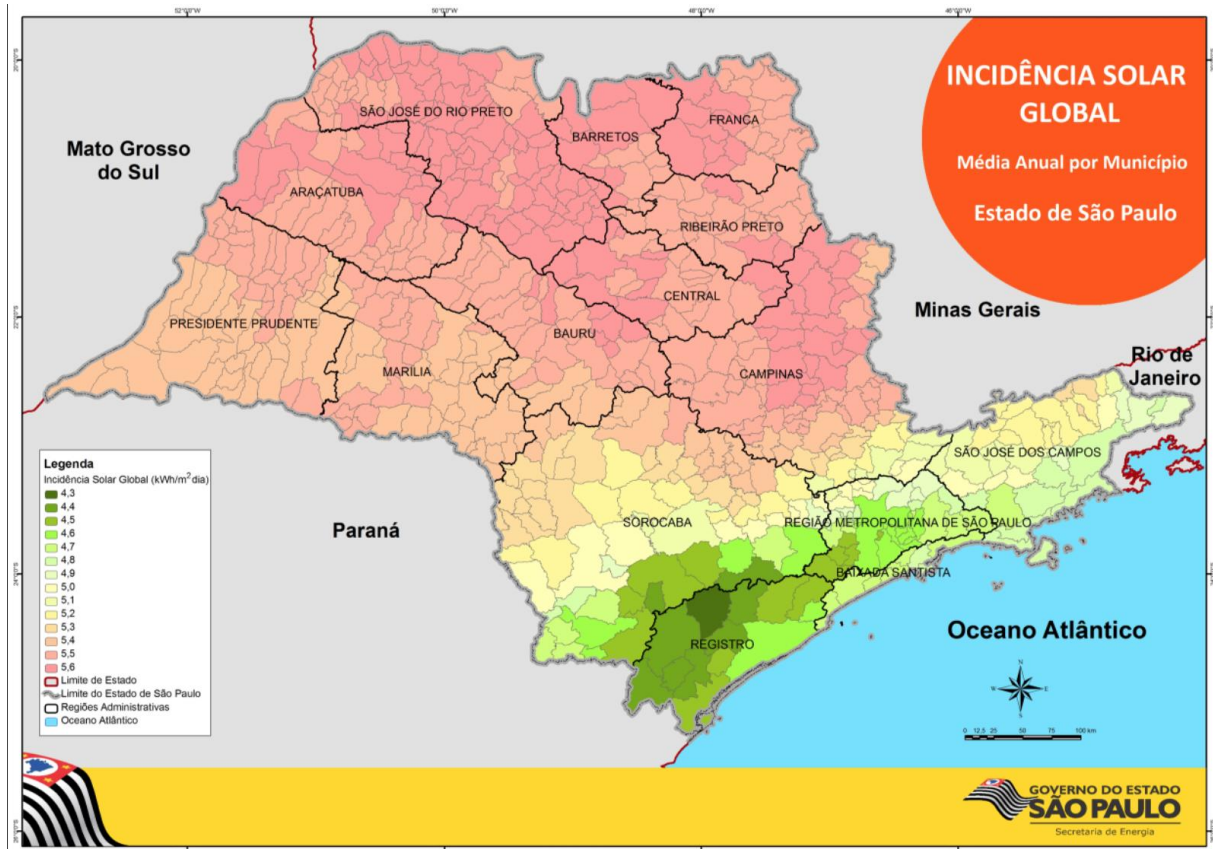 52°0'0"W
50°0'0"W
48°0'0"W
46°0'0"W
INCIDÊNCIA SOLAR
GLOBAL
Média Anual por Município
Estado de São Paulo
Mato Grosso
do Sul
SÃO JOSÉ DO RIO PRETO
BARRETOS
FRANCA
ARAÇATUBA
RIBEIRÃO PRETO
CENTRAL
PRESIDENTE PRUDENTE
BAURU
MARÍLIA
CAMPINAS
Minas Gerais
Rio de
Janeiro
SÃO JOSÉ DOS CAMPOS
Paraná
SOROCABA
REGIÃO METROPOLITANA DE SÃO PAULO
BAIXADA SANTISTA
REGISTRO
Oceano Atlântico
Legenda
Incidência Solar Global (kWh/m² dia)
4,3
4,4
4,5
4,6
4,7
4,8
4,9
5,0
5,1
5,2
5,3
5,4
5,5
5,6
Limite de Estado
Limite do Estado de São Paulo
Regiões Administrativas
Oceano Atlântico
N
W
E
S
0 12,5 25 50 75 100 km
GOVERNO DO ESTADO
SÃO PAULO
Secretaria de Energia